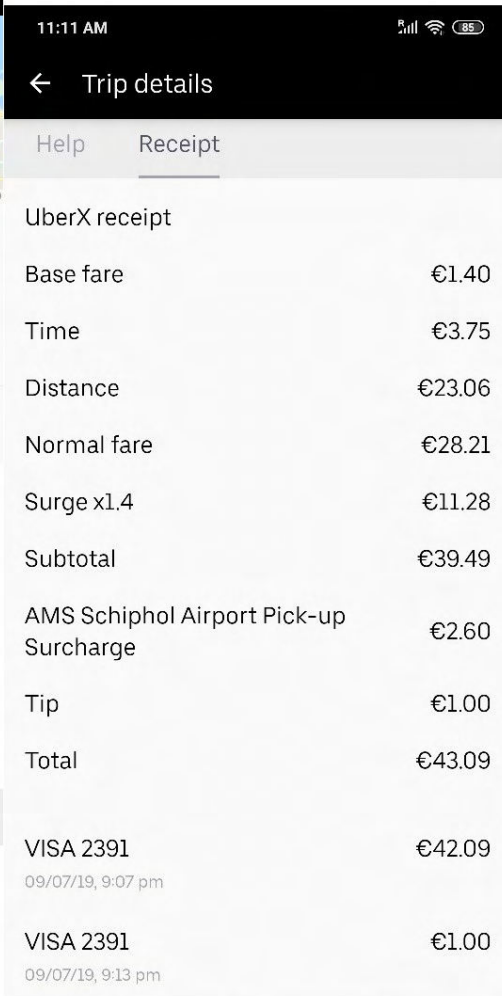 11:11 AM
R 85
Trip details
Help Receipt
UberX receipt
Base fare €1.40
Time €3.75
Distance €23.06
Normal fare €28.21
Surge x1.4 €11.28
Subtotal €39.49
AMS Schiphol Airport Pick-up
Surcharge €2.60
Tip €1.00
Total €43.09
VISA 2391 €42.09
09/07/19, 9:07 pm
VISA 2391 €1.00
09/07/19, 9:13 pm